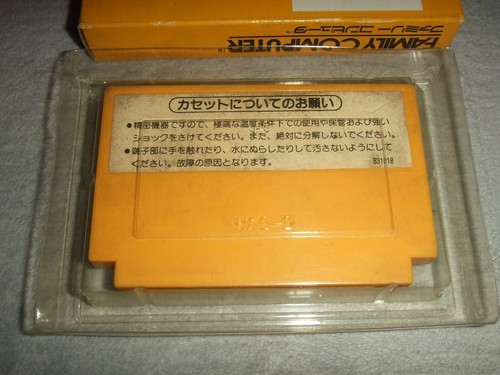 FAMILY COMPUTER™
ファミリー コンピュータ™
カセットについてのお願い
●精密機器ですので、極端な温度条件下での使用や保管および強い
ショックをさけてください。また、絶対に分解しないでください。
●端子部に手を触れたり、水にぬらしたりして汚さないようにして
ください。故障の原因となります。